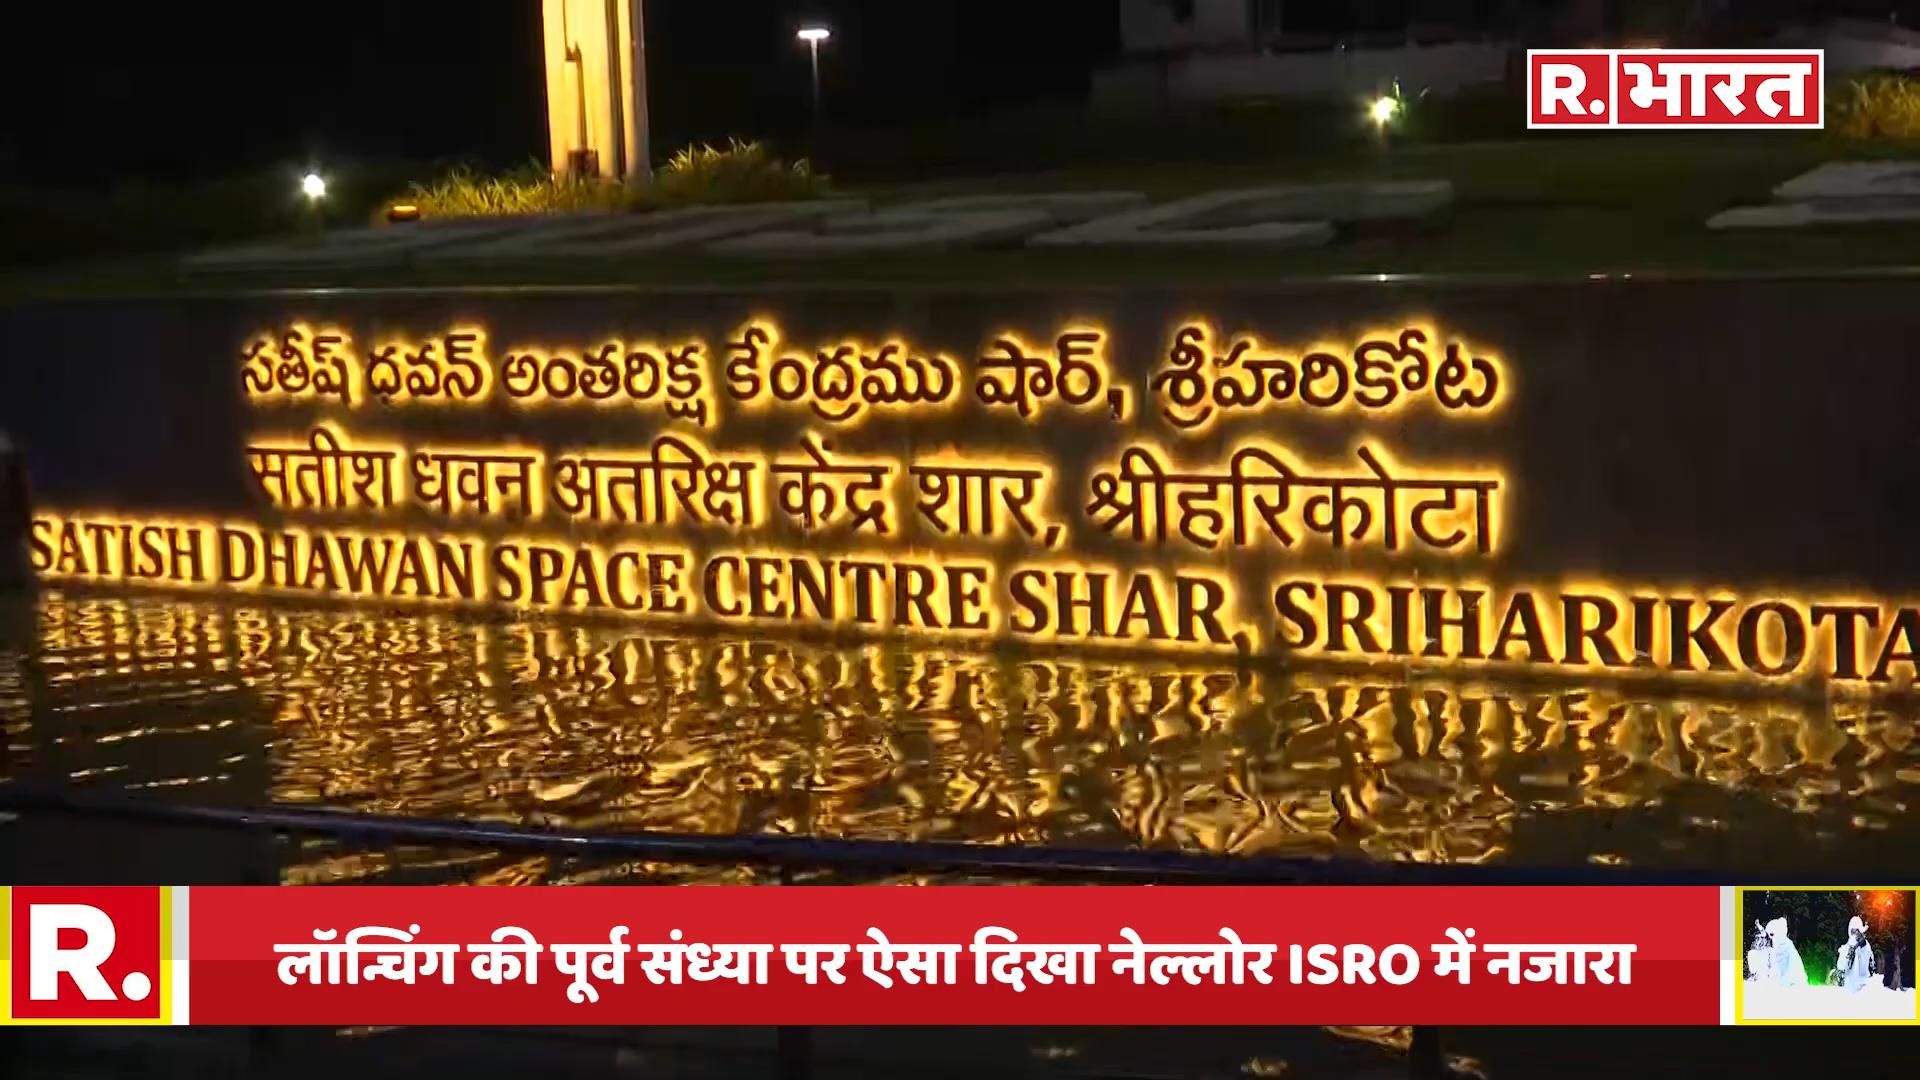 R. भारत
సతీష్ ధవన్ అంతరిక్ష కేంద్రము షార్, శ్రీహరికోట
सतीश धवन अतरिक्ष केंद्र शार, श्रीहरिकोटा
SATISH DHAWAN SPACE CENTRE SHAR, SRIHARIKOTA
R.
लॉन्चिंग की पूर्व संध्या पर ऐसा दिखा नेल्लोर ISRO में नजारा